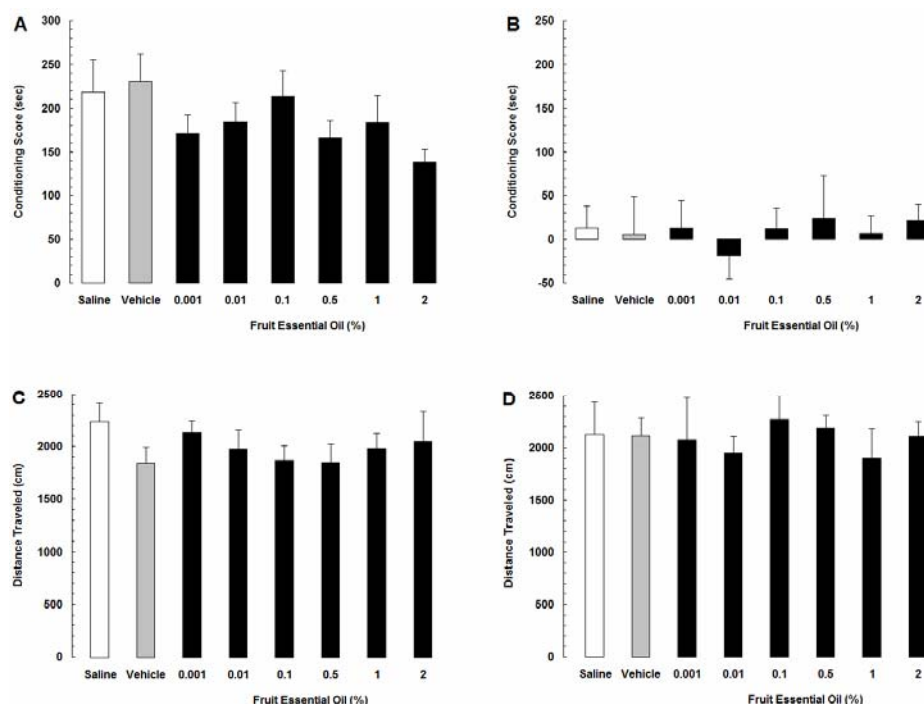 A
300
250
200
150
100
50
0
Conditioning Score (sec)
Saline Vehicle 0.001 0.01 0.1 0.5 1 2
Fruit Essential Oil (%)
B
250
200
150
100
50
0
-50
Conditioning Score (sec)
Saline Vehicle 0.001 0.01 0.1 0.5 1 2
Fruit Essential Oil (%)
C
2500
2000
1500
1000
500
0
Distance Traveled (cm)
Saline Vehicle 0.001 0.01 0.1 0.5 1 2
Fruit Essential Oil (%)
D
2500
2000
1500
1000
500
0
Distance Traveled (cm)
Saline Vehicle 0.001 0.01 0.1 0.5 1 2
Fruit Essential Oil (%)